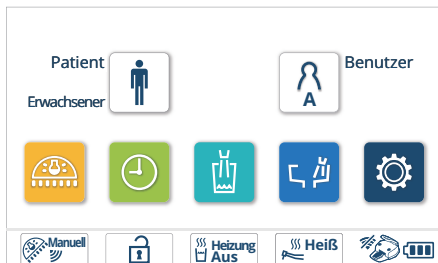 Patient
Benutzer
Erwachsener
A
Manuell
Heizung
Aus
Heiß